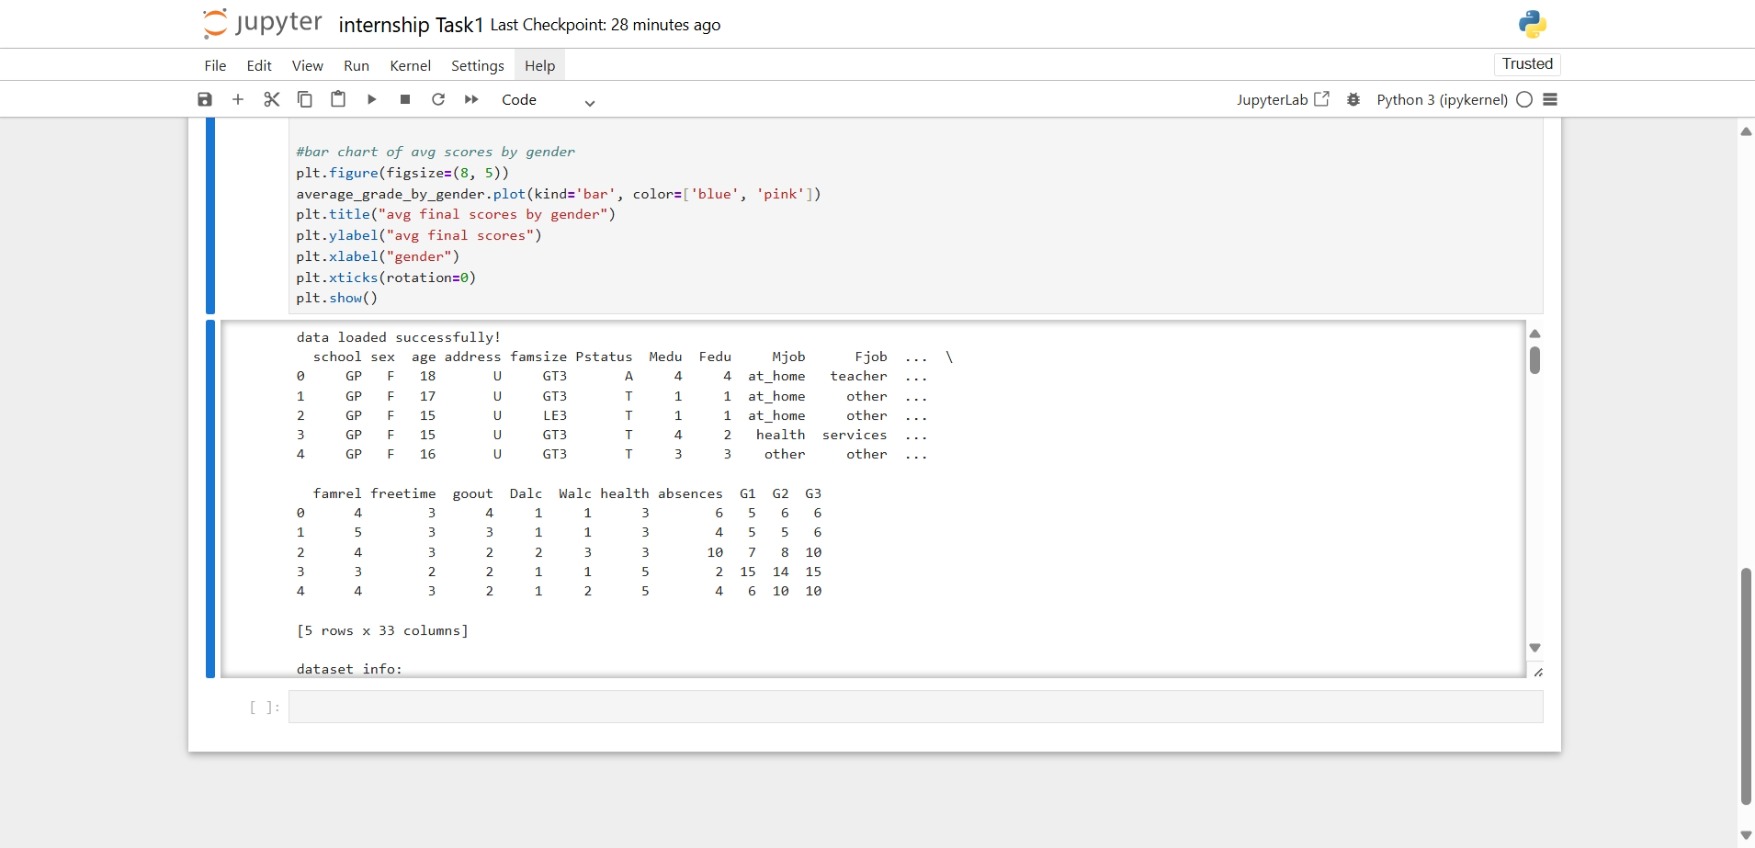 jupyter internship Task1 Last Checkpoint: 28 minutes ago
File Edit View Run Kernel Settings Help Trusted
Code JupyterLab Python 3 (ipykernel)
#bar chart of avg scores by gender
plt.figure(figsize=(8, 5))
average_grade_by_gender.plot(kind='bar', color=['blue', 'pink'])
plt.title("avg final scores by gender")
plt.ylabel("avg final scores")
plt.xlabel("gender")
plt.xticks(rotation=0)
plt.show()
data loaded successfully!
school sex age address famsize Pstatus Medu Fedu Mjob Fjob ... \
0 GP F 18 U GT3 A 4 4 at_home teacher ...
1 GP F 17 U GT3 T 1 1 at_home other ...
2 GP F 15 U LE3 T 1 1 at_home other ...
3 GP F 15 U GT3 T 4 2 health services ...
4 GP F 16 U GT3 T 3 3 other other ...
famrel freetime goout Dalc Walc health absences G1 G2 G3
0 4 3 4 1 1 3 6 5 6 6
1 5 3 3 1 1 3 4 5 5 6
2 4 3 2 2 3 3 10 7 8 10
3 3 2 2 1 1 5 2 15 14 15
4 4 3 2 1 2 5 4 6 10 10
[5 rows x 33 columns]
dataset info:
[ ]: